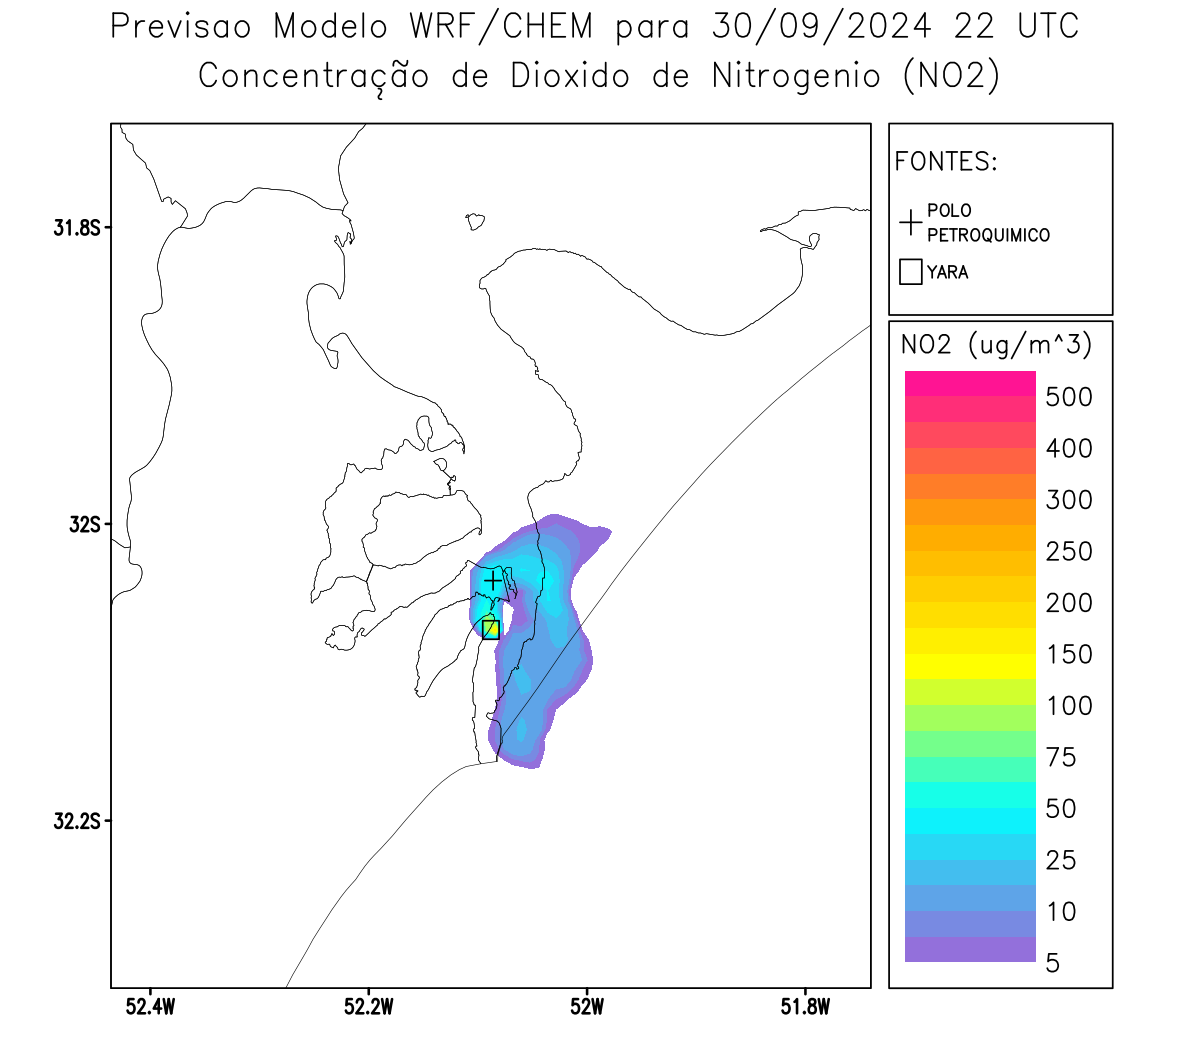 Previsao Modelo WRF/CHEM para 30/09/2024 22 UTC
Concentração de Dioxido de Nitrogenio (NO2)
FONTES:
POLO
PETROQUIMICO
YARA
NO2 (ug/m^3)
500
400
300
250
200
150
100
75
50
25
10
5
31.8S
32S
32.2S
52.4W
52.2W
52W
51.8W